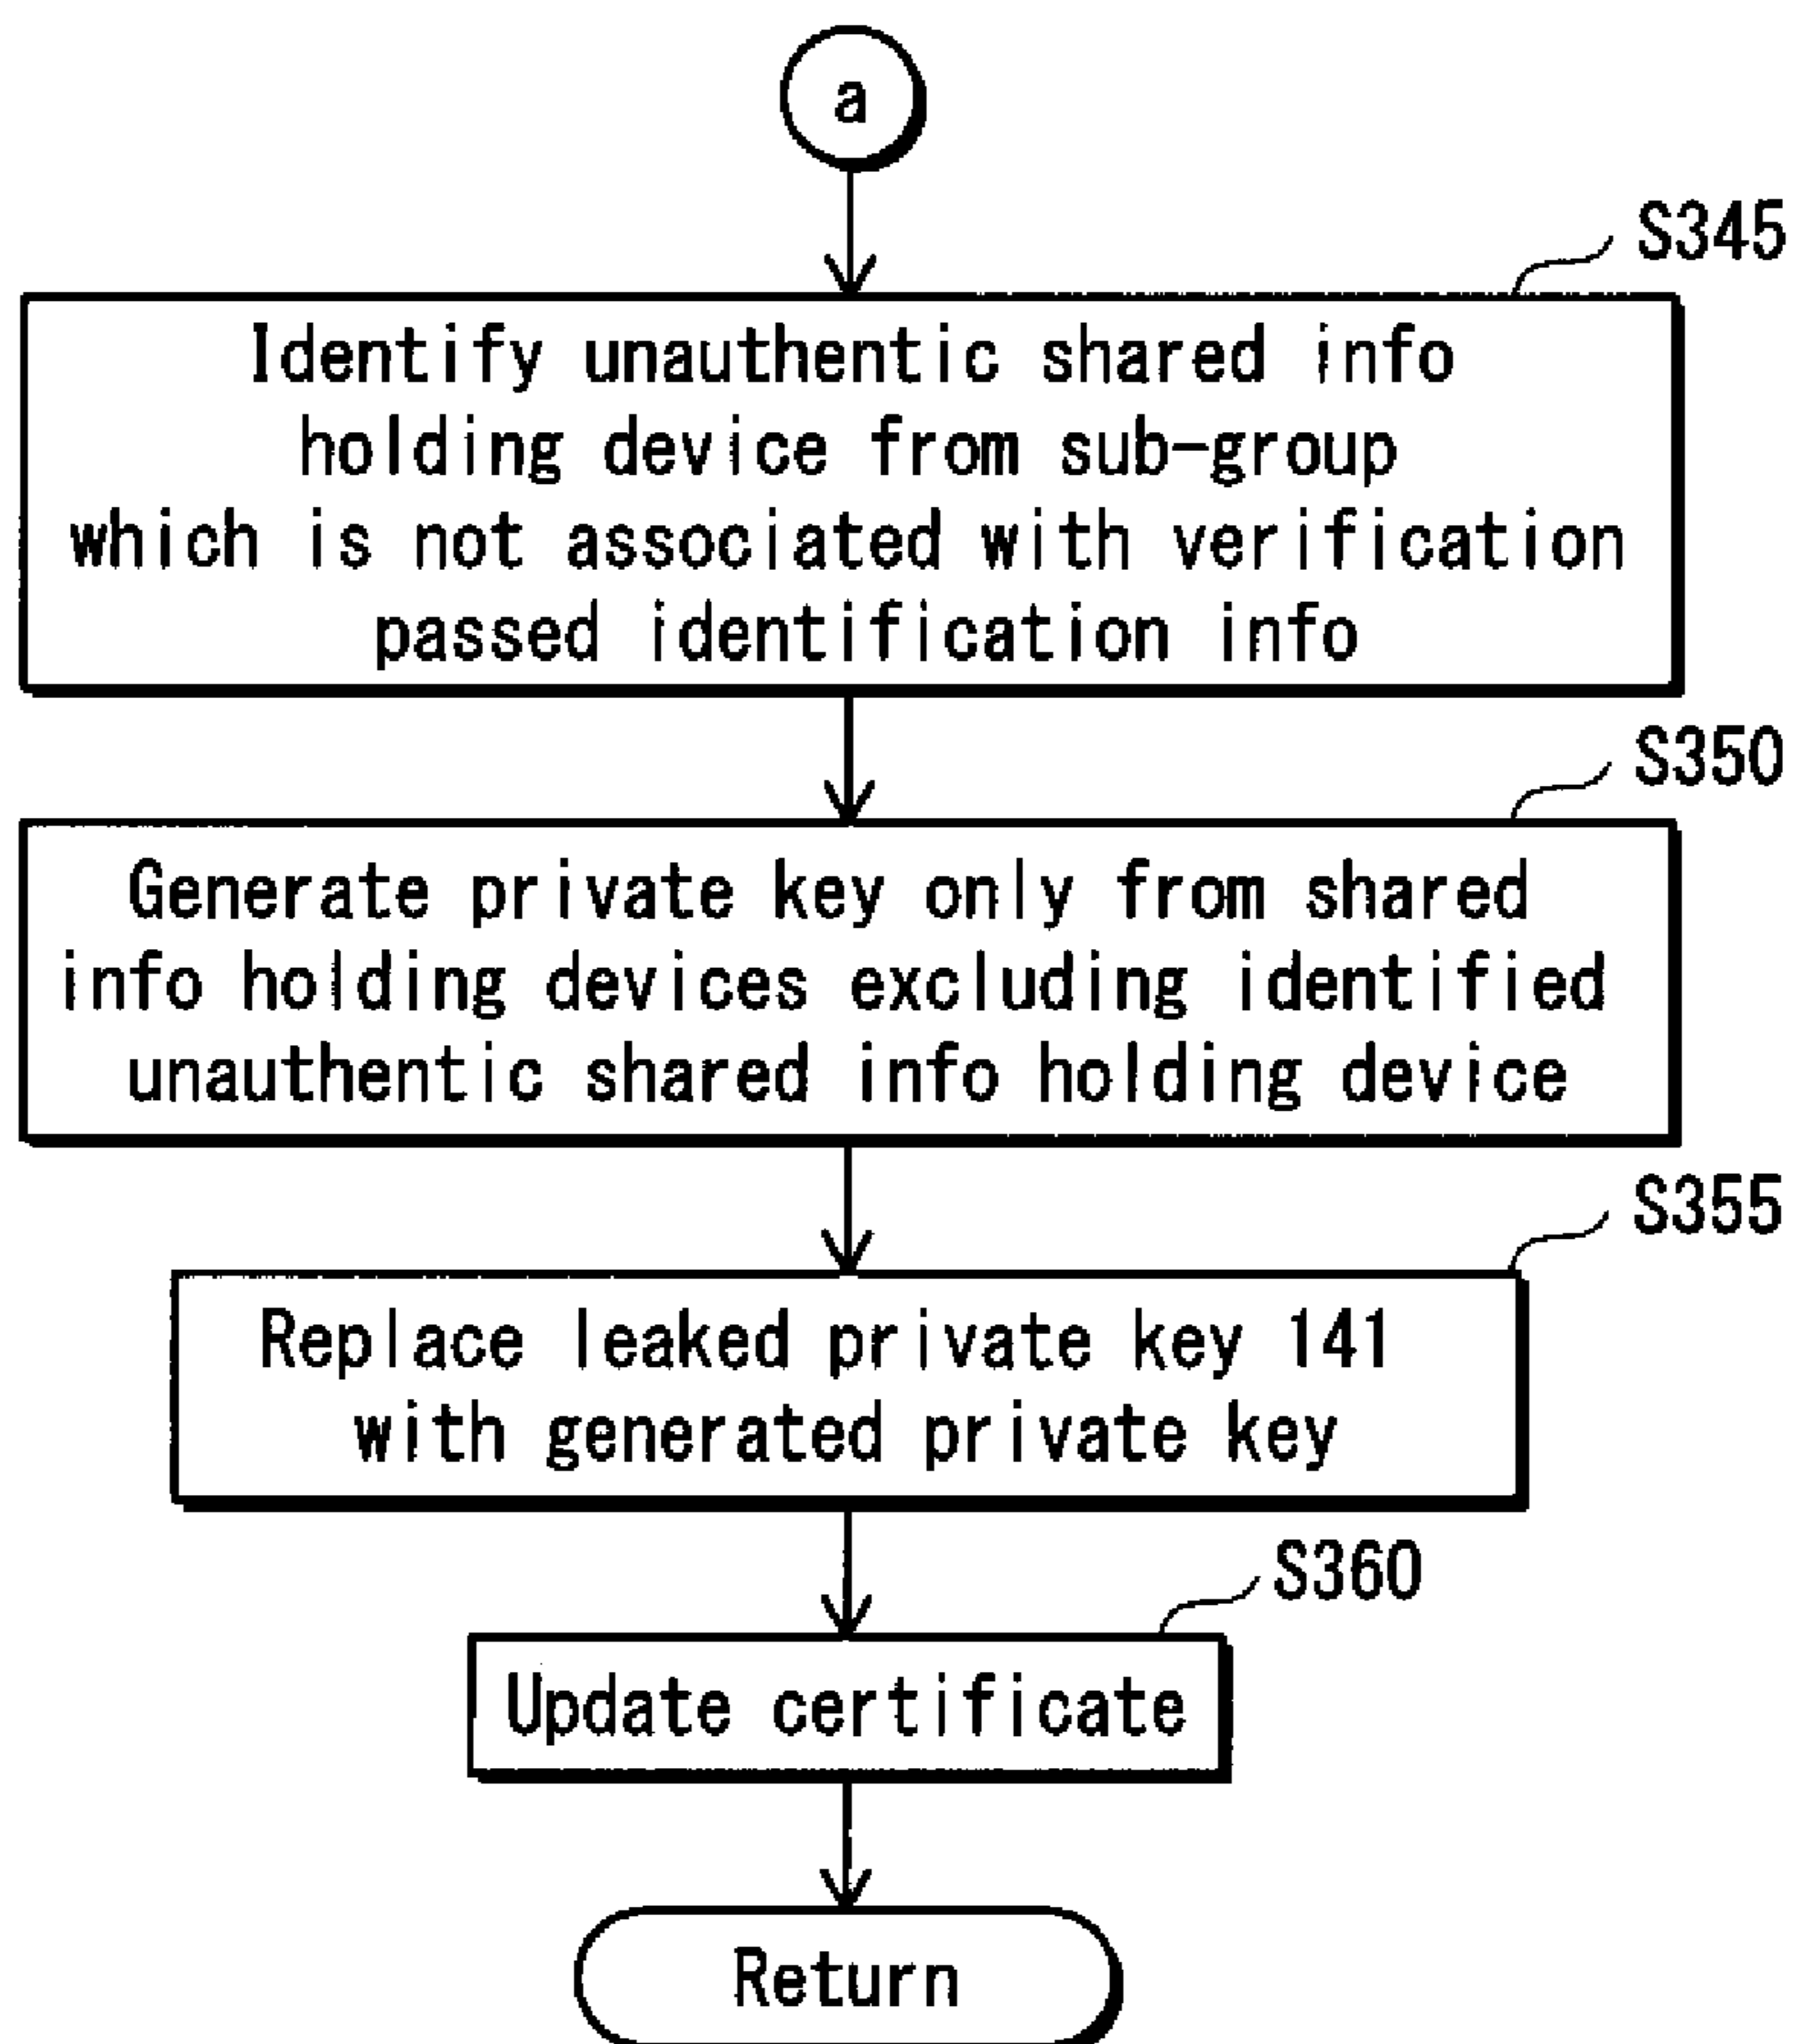 a
S345
Identify unauthentic shared info
holding device from sub-group
which is not associated with verification
passed identification info
S350
Generate private key only from shared
info holding devices excluding identified
unauthentic shared info holding device
S355
Replace leaked private key 141
with generated private key
S360
Update certificate
Return